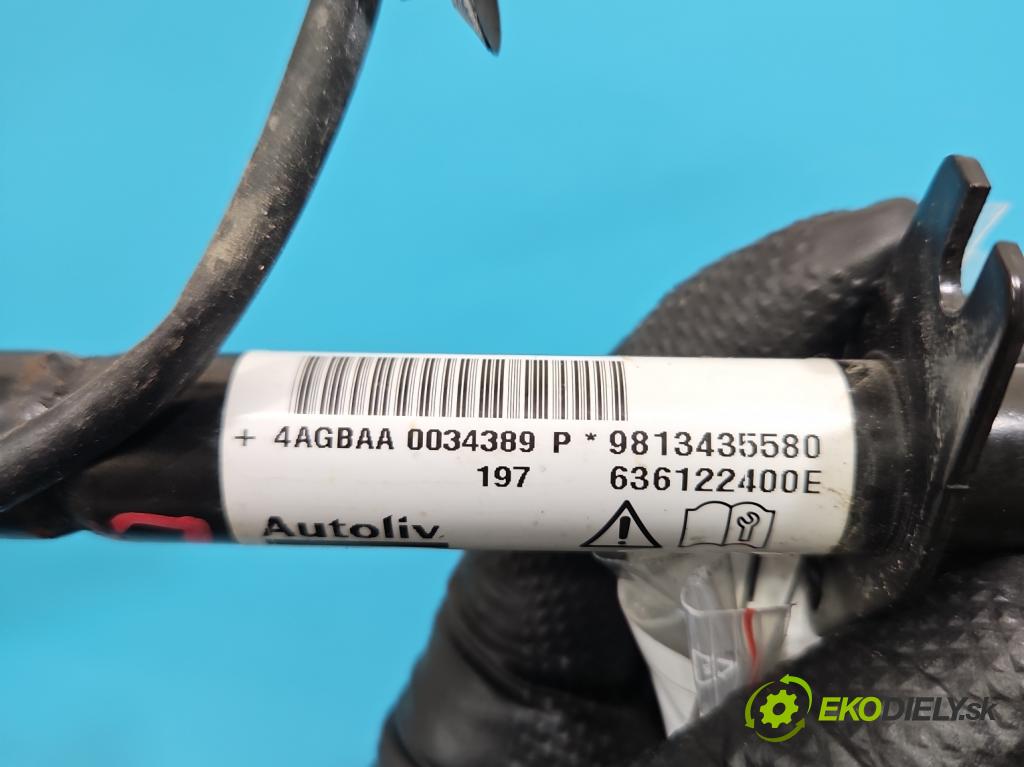 + 4AGBAA 0034389 P * 9813435580
197 636122400E
Autoliv
EKODIELY.sk